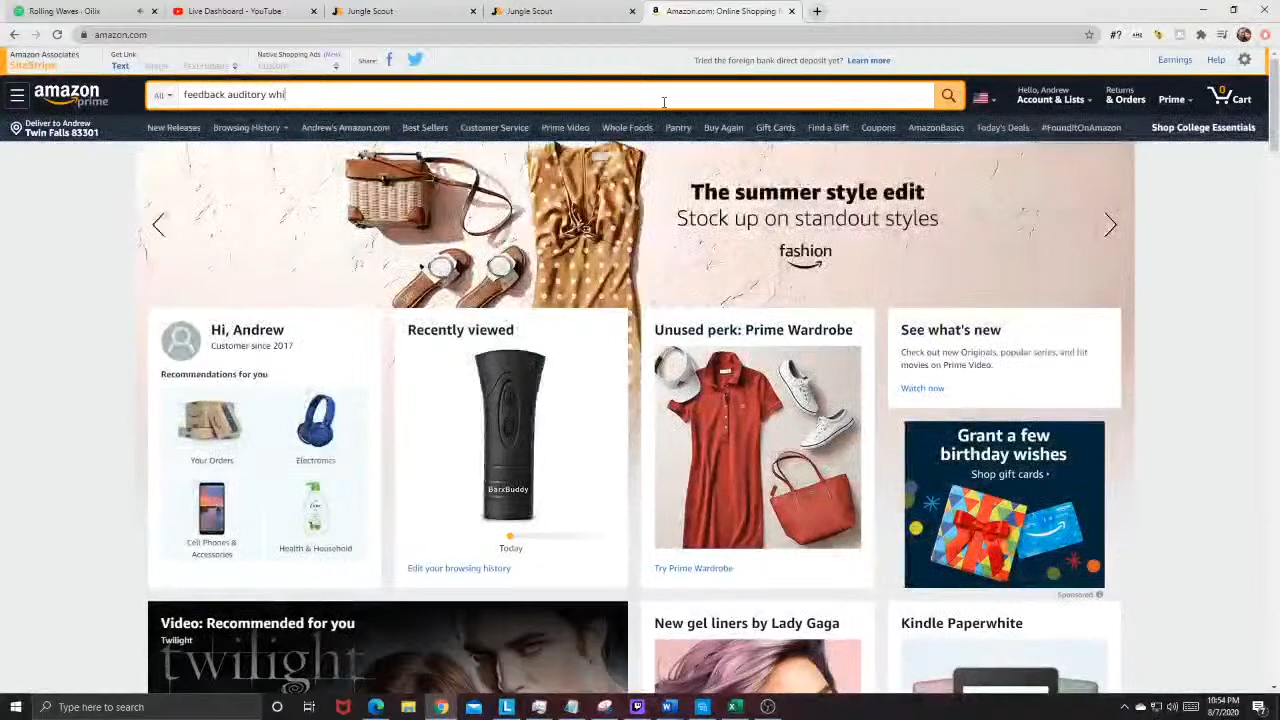 Rolling Waves - Oilix
Live Dashboard - YouTube
Jungle Scout
Jungle Scout
Amazon.com: Online Shopping f
amazon.com
Amazon Associates
SiteStripe
Get Link
Text
Image
Native Shopping Ads (New)
Custom
Share:
Tried the foreign bank direct deposit yet? Learn more
Earnings
Help
amazon
prime
All
feedback auditory whi
Hello, Andrew
Account & Lists
Returns
& Orders
Prime
0
Cart
Deliver to Andrew
Twin Falls 83301
New Releases
Browsing History
Andrew's Amazon.com
Best Sellers
Customer Service
Prime Video
Whole Foods
Pantry
Buy Again
Gift Cards
Find a Gift
Coupons
AmazonBasics
Today's Deals
#FoundItOnAmazon
Shop College Essentials
The summer style edit
Stock up on standout styles
fashion
Hi, Andrew
Customer since 2017
Recommendations for you
Your Orders
Electronics
Cell Phones &
Accessories
Health & Household
Recently viewed
BarxBuddy
Today
Edit your browsing history
Unused perk: Prime Wardrobe
Try Prime Wardrobe
See what's new
Check out new Originals, popular series, and hit
movies on Prime Video.
Watch now
Grant a few
birthday wishes
Shop gift cards
Sponsored
Video: Recommended for you
Twilight
twilight
New gel liners by Lady Gaga
Kindle Paperwhite
Type here to search
10:54 PM
8/7/2020